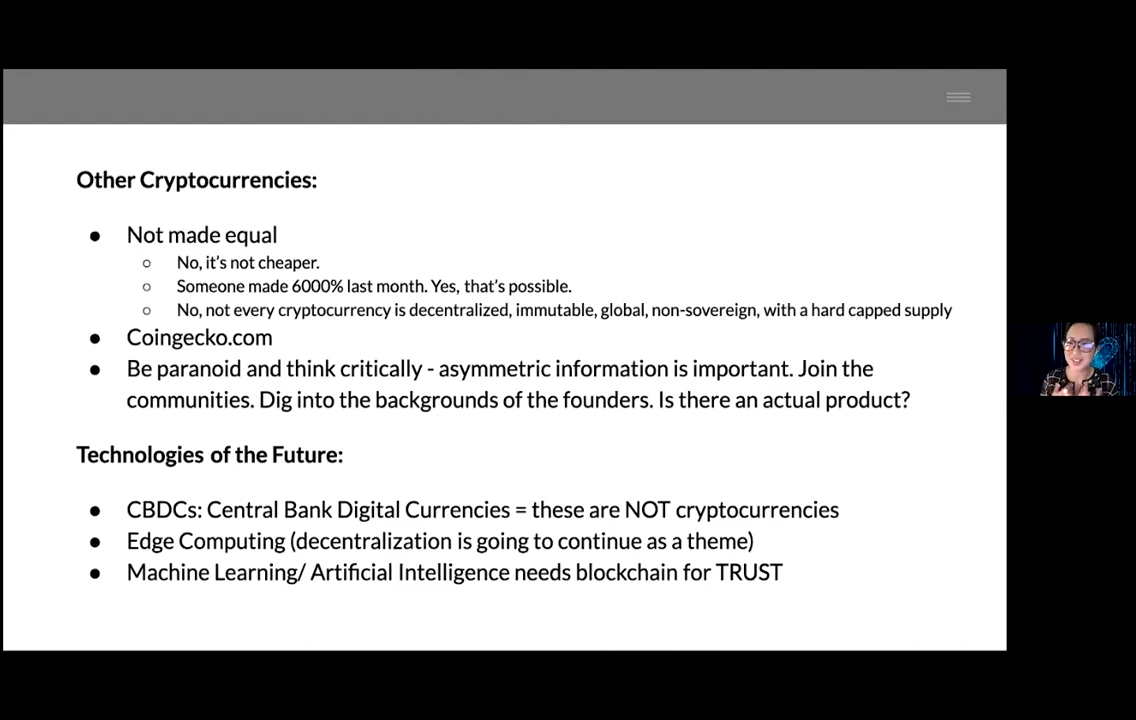 Other Cryptocurrencies:
● Not made equal
○ No, it's not cheaper.
○ Someone made 6000% last month. Yes, that's possible.
○ No, not every cryptocurrency is decentralized, immutable, global, non-sovereign, with a hard capped supply
● Coingecko.com
● Be paranoid and think critically - asymmetric information is important. Join the
communities. Dig into the backgrounds of the founders. Is there an actual product?
Technologies of the Future:
● CBDCs: Central Bank Digital Currencies = these are NOT cryptocurrencies
● Edge Computing (decentralization is going to continue as a theme)
● Machine Learning/ Artificial Intelligence needs blockchain for TRUST